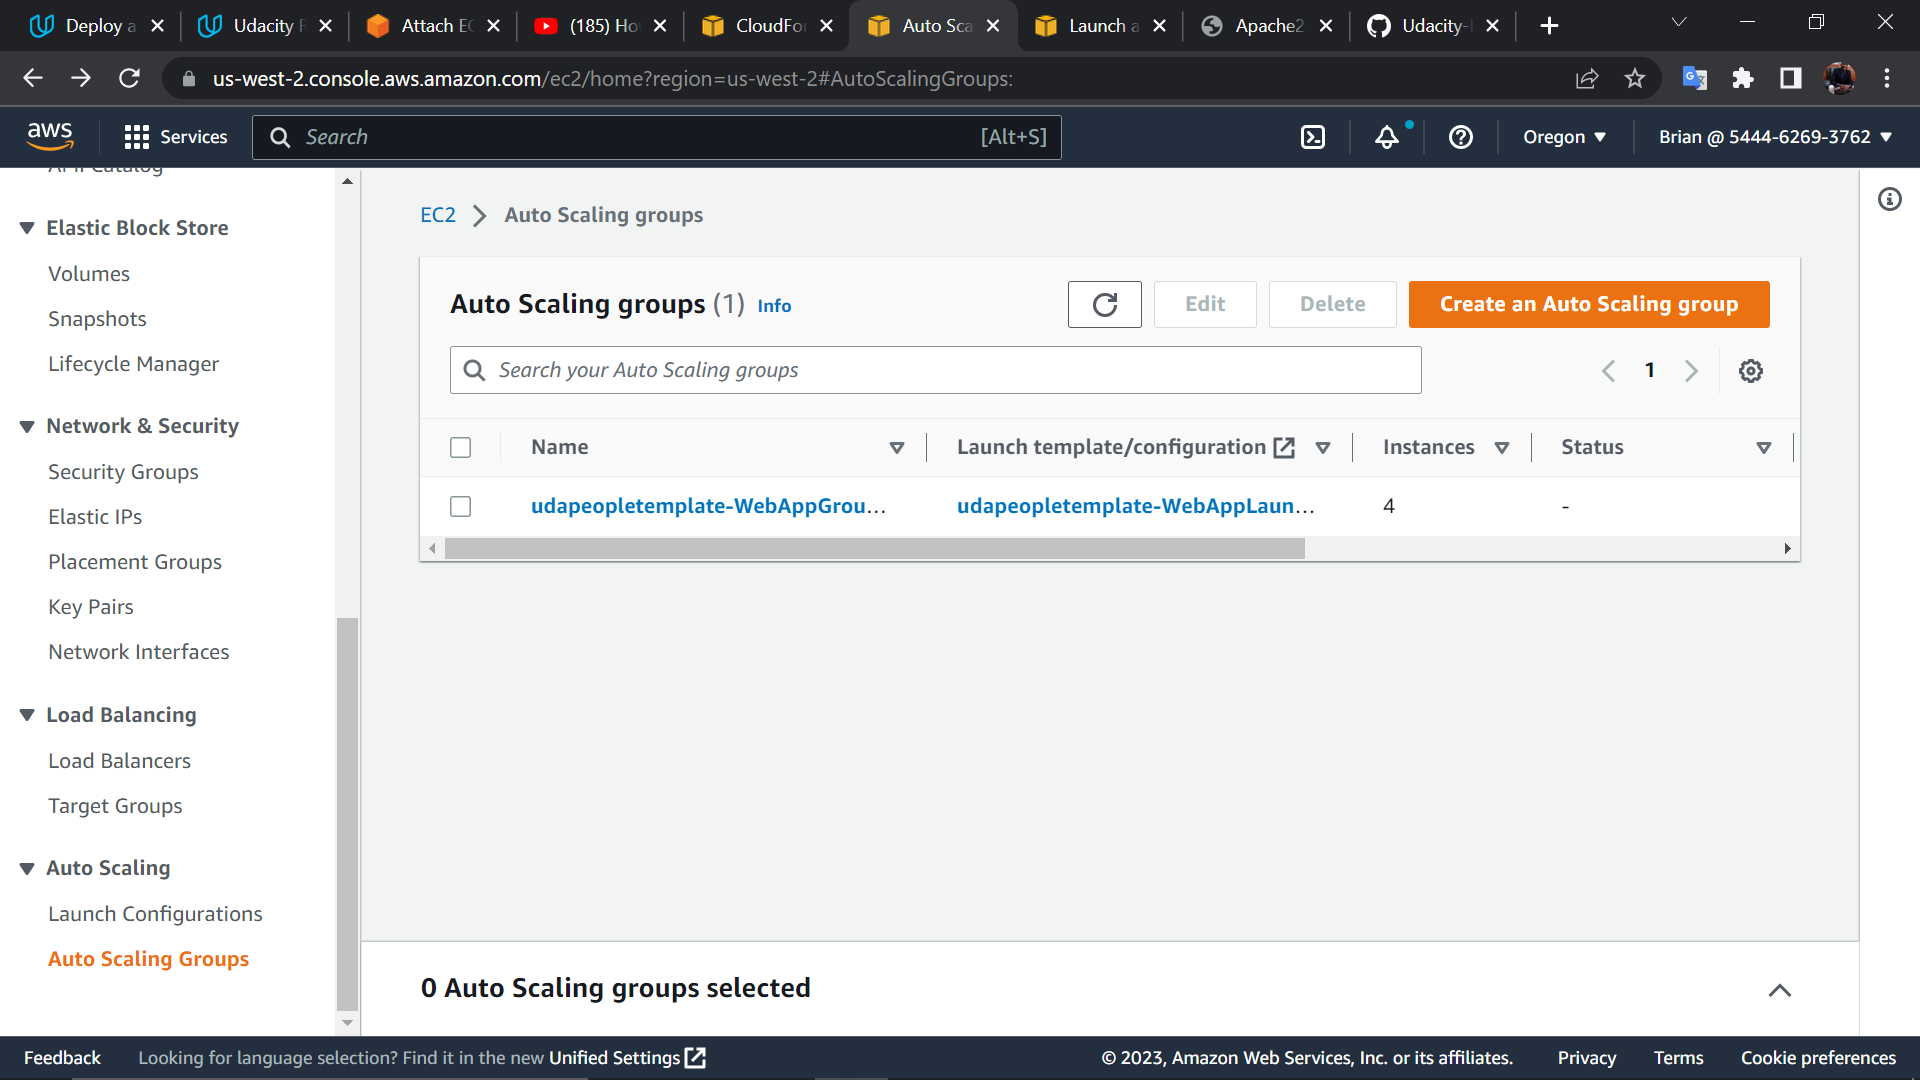 Deploy a
Udacity R
Attach EC
(185) Ho
CloudFor
Auto Sca
Launch a
Apache2
Udacity-
us-west-2.console.aws.amazon.com/ec2/home?region=us-west-2#AutoScalingGroups:
aws
Services
Search
[Alt+S]
Oregon
Brian @ 5444-6269-3762
AMI Catalog
Elastic Block Store
Volumes
Snapshots
Lifecycle Manager
Network & Security
Security Groups
Elastic IPs
Placement Groups
Key Pairs
Network Interfaces
Load Balancing
Load Balancers
Target Groups
Auto Scaling
Launch Configurations
Auto Scaling Groups
EC2 > Auto Scaling groups
Auto Scaling groups (1) Info
Edit
Delete
Create an Auto Scaling group
Search your Auto Scaling groups
1
Name
Launch template/configuration
Instances
Status
udapeopletemplate-WebAppGrou...
udapeopletemplate-WebAppLaun...
4
-
0 Auto Scaling groups selected
Feedback
Looking for language selection? Find it in the new Unified Settings
© 2023, Amazon Web Services, Inc. or its affiliates.
Privacy
Terms
Cookie preferences